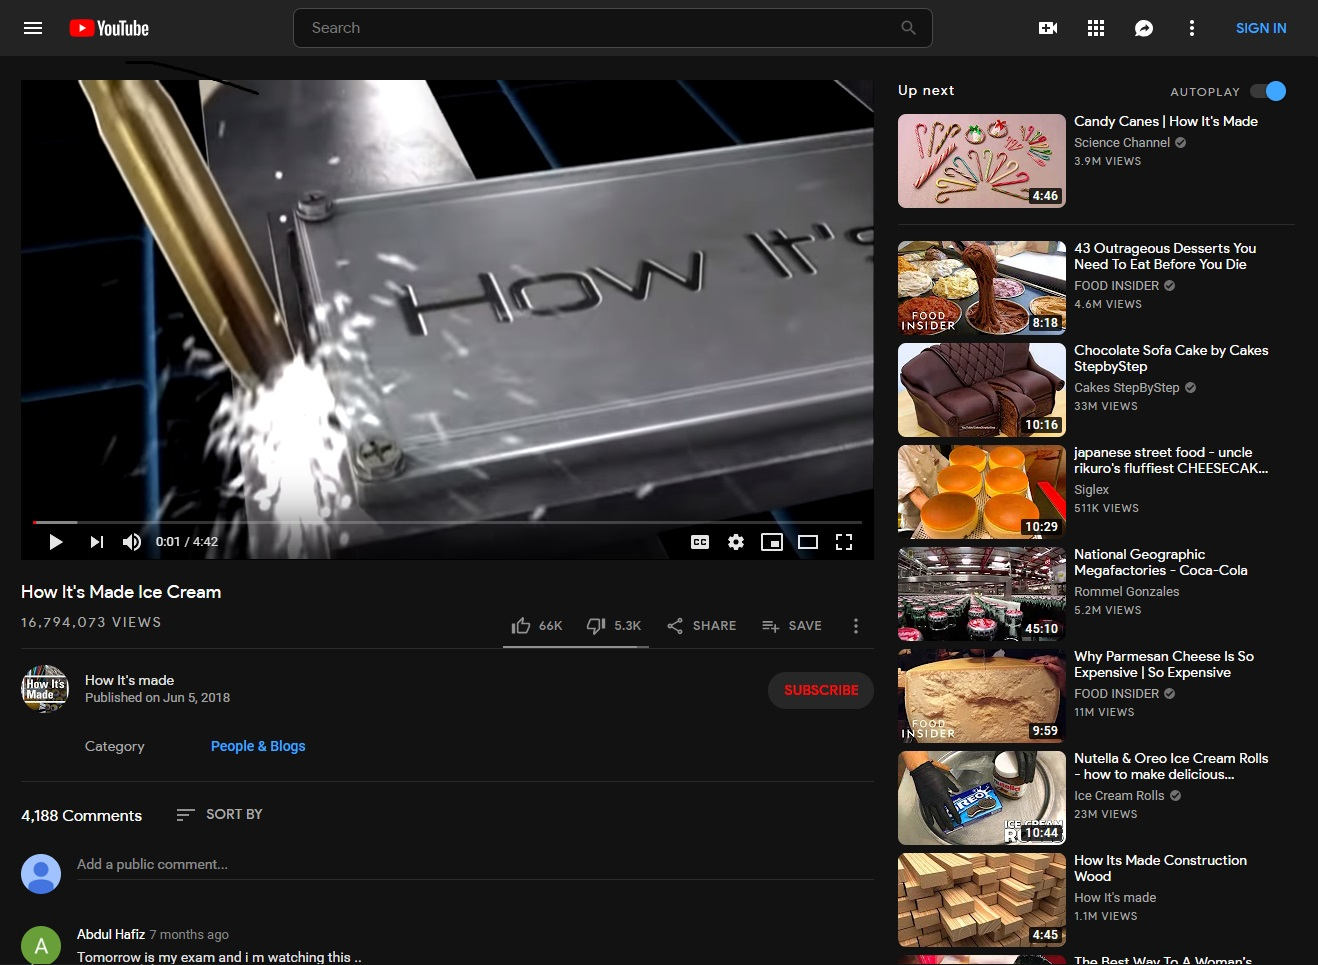 YouTube
Search
SIGN IN
How It's
0:01 / 4:42
CC
How It's Made Ice Cream
16,794,073 VIEWS
66K
5.3K
SHARE
SAVE
How It's
Made
How It's made
Published on Jun 5, 2018
SUBSCRIBE
Category
People & Blogs
4,188 Comments
SORT BY
Add a public comment...
A
Abdul Hafiz 7 months ago
Tomorrow is my exam and i m watching this ..
Up next
AUTOPLAY
4:46
Candy Canes | How It's Made
Science Channel
3.9M VIEWS
FOOD
INSIDER
8:18
43 Outrageous Desserts You
Need To Eat Before You Die
FOOD INSIDER
4.6M VIEWS
10:16
Chocolate Sofa Cake by Cakes
StepbyStep
Cakes StepByStep
33M VIEWS
10:29
japanese street food - uncle
rikuro's fluffiest CHEESECAK...
Siglex
511K VIEWS
45:10
National Geographic
Megafactories - Coca-Cola
Rommel Gonzales
5.2M VIEWS
FOOD
INSIDER
9:59
Why Parmesan Cheese Is So
Expensive | So Expensive
FOOD INSIDER
11M VIEWS
OREO
nutella
ICE CREAM
10:44
Nutella & Oreo Ice Cream Rolls
- how to make delicious...
Ice Cream Rolls
23M VIEWS
4:45
How Its Made Construction
Wood
How It's made
1.1M VIEWS
The Best Way To A Woman's